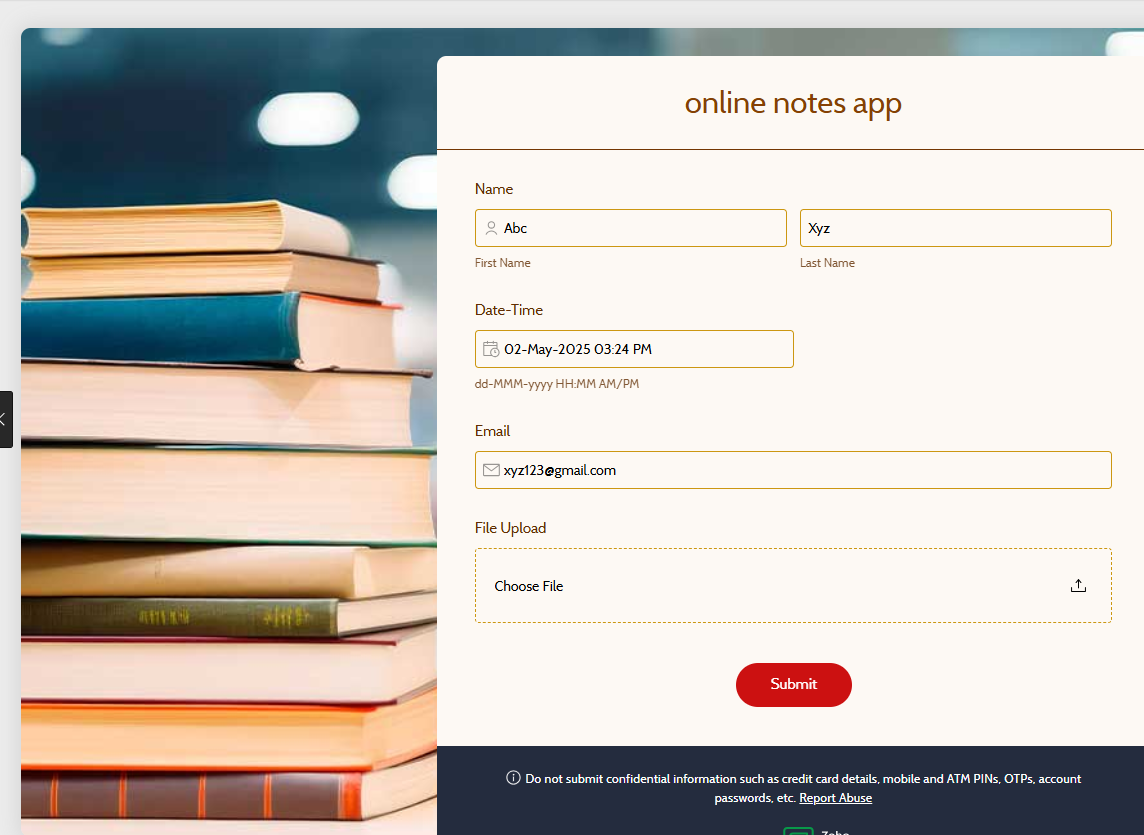 online notes app
Name
Abc
Xyz
First Name
Last Name
Date-Time
02-May-2025 03:24 PM
dd-MMM-yyyy HH:MM AM/PM
Email
xyz123@gmail.com
File Upload
Choose File
Submit
Do not submit confidential information such as credit card details, mobile and ATM PINs, OTPs, account
passwords, etc. Report Abuse